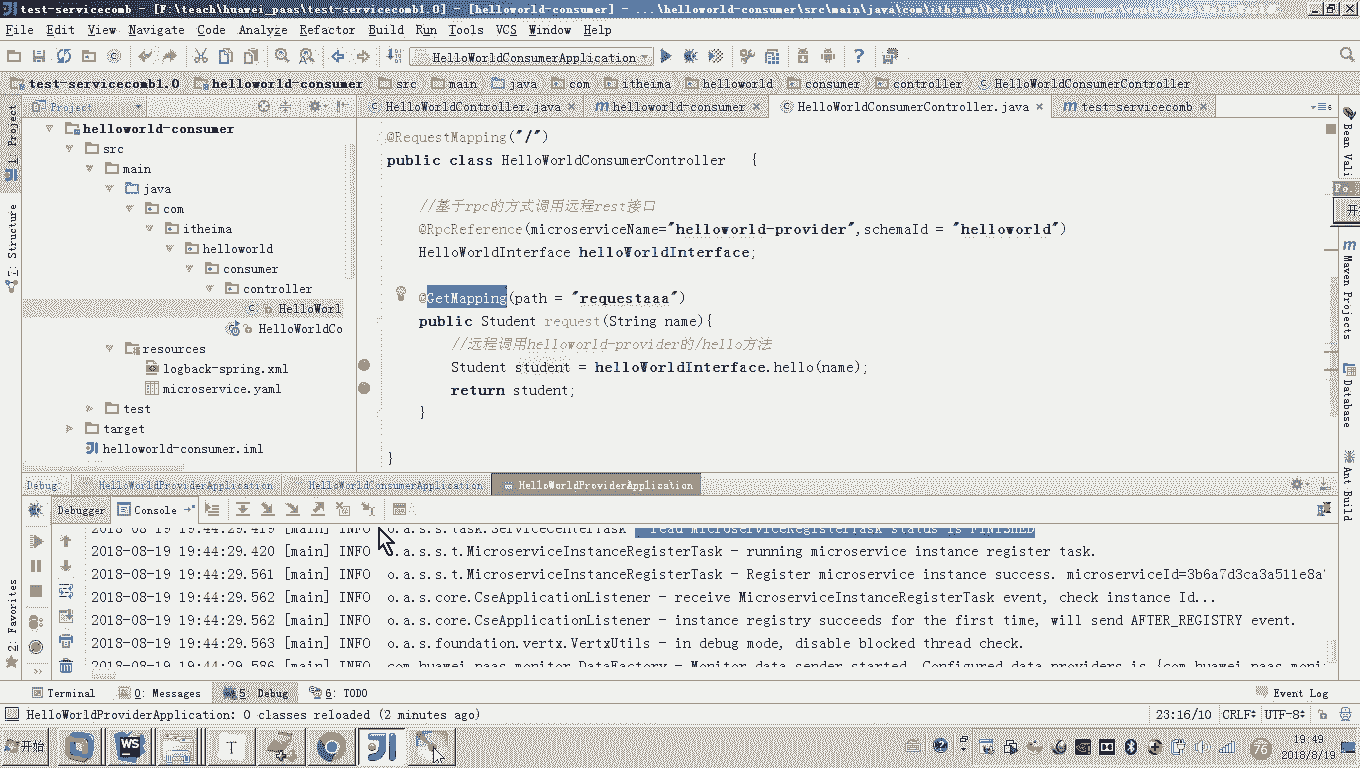 test-servicecomb - [F:\teach\huawei_paas\test-servicecomb1.0] - [helloworld-consumer] - ...\helloworld-consumer\src\main\java\com\itheima\
File Edit View Navigate Code Analyze Refactor Build Run Tools VCS Window Help
HelloWorldConsumerApplication
test-servicecomb1.0 helloworld-consumer src main java com itheima helloworld consumer controller HelloWorldConsumerController
Project
HelloWorldController.java helloworld-consumer HelloWorldConsumerController.java test-servicecomb
helloworld-consumer
src
main
java
com
itheima
helloworld
consumer
controller
HelloWorl
HelloWorldCo
resources
logback-spring.xml
microservice.yaml
test
target
helloworld-consumer.iml
@RequestMapping("/")
public class HelloWorldConsumerController {
//基于rpc的方式调用远程rest接口
@RpcReference(microserviceName="helloworld-provider",schemaId = "helloworld")
HelloWorldInterface helloWorldInterface;
@GetMapping(path = "requestaaa")
public Student request(String name){
//远程调用helloworld-provider的/hello方法
Student student = helloWorldInterface.hello(name);
return student;
}
}
1: Project
7: Structure
2: Favorites
Bean Vali
Maven Projects
Database
Ant Build
Fo.
开
Debug: HelloWorldProviderApplication HelloWorldConsumerApplication HelloWorldProviderApplication
Debugger Console
2018-08-19 19:44:29.419 [main] INFO o.a.s.s.task.ServiceCenterTask - read MicroserviceRegisterTask status is FINISHED
2018-08-19 19:44:29.420 [main] INFO o.a.s.s.t.MicroserviceInstanceRegisterTask - running microservice instance register task.
2018-08-19 19:44:29.561 [main] INFO o.a.s.s.t.MicroserviceInstanceRegisterTask - Register microservice instance success. microserviceId=3b6a7d3ca3a511e8a
2018-08-19 19:44:29.562 [main] INFO o.a.s.core.CseApplicationListener - receive MicroserviceInstanceRegisterTask event, check instance Id...
2018-08-19 19:44:29.562 [main] INFO o.a.s.core.CseApplicationListener - instance registry succeeds for the first time, will send AFTER_REGISTRY event.
2018-08-19 19:44:29.563 [main] INFO o.a.s.foundation.vertx.VertxUtils - in debug mode, disable blocked thread check.
2018-08-19 19:44:29.586 [main] INFO com.huawei.paas.monitor.DataFactory - Monitor data sender started. Configured data providers is {com.huawei.paas.moni
Terminal 0: Messages 5: Debug 6: TODO Event Log
HelloWorldProviderApplication: 0 classes reloaded (2 minutes ago) 23:16/10 CRLF UTF-8
开始 WS T 76 19:49
2018/8/19